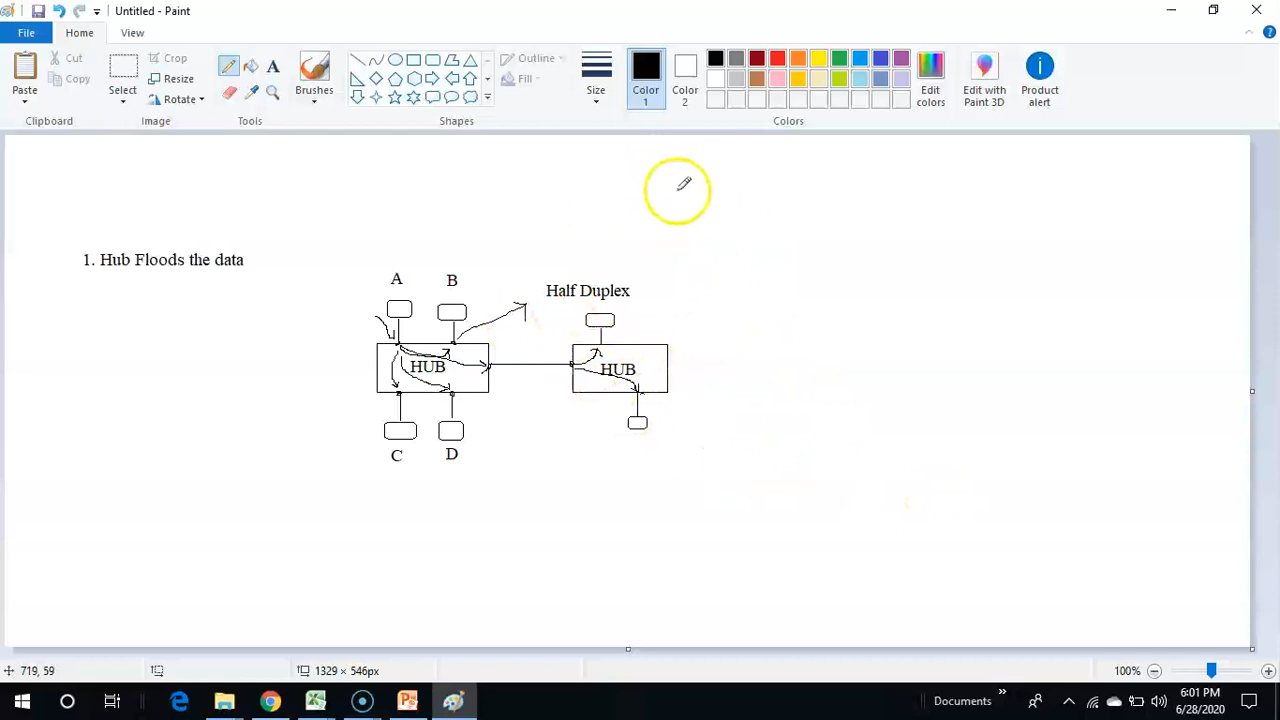 Untitled - Paint
File
Home
View
Paste
Cut
Copy
Clipboard
Select
Crop
Resize
Rotate
Image
A
Tools
Brushes
Shapes
Outline
Fill
Size
Color 1
Color 2
Edit colors
Colors
Edit with Paint 3D
Product alert
1. Hub Floods the data
A
B
Half Duplex
HUB
HUB
C
D
719, 59
1329 × 546px
100%
Documents
6:01 PM
6/28/2020